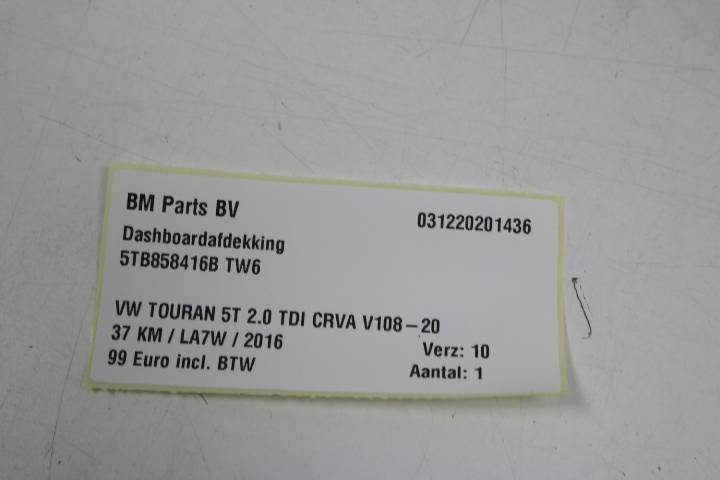 BM Parts BV 031220201436
Dashboardafdekking
5TB858416B TW6
VW TOURAN 5T 2.0 TDI CRVA V108-20
37 KM / LA7W / 2016 Verz: 10
99 Euro incl. BTW Aantal: 1